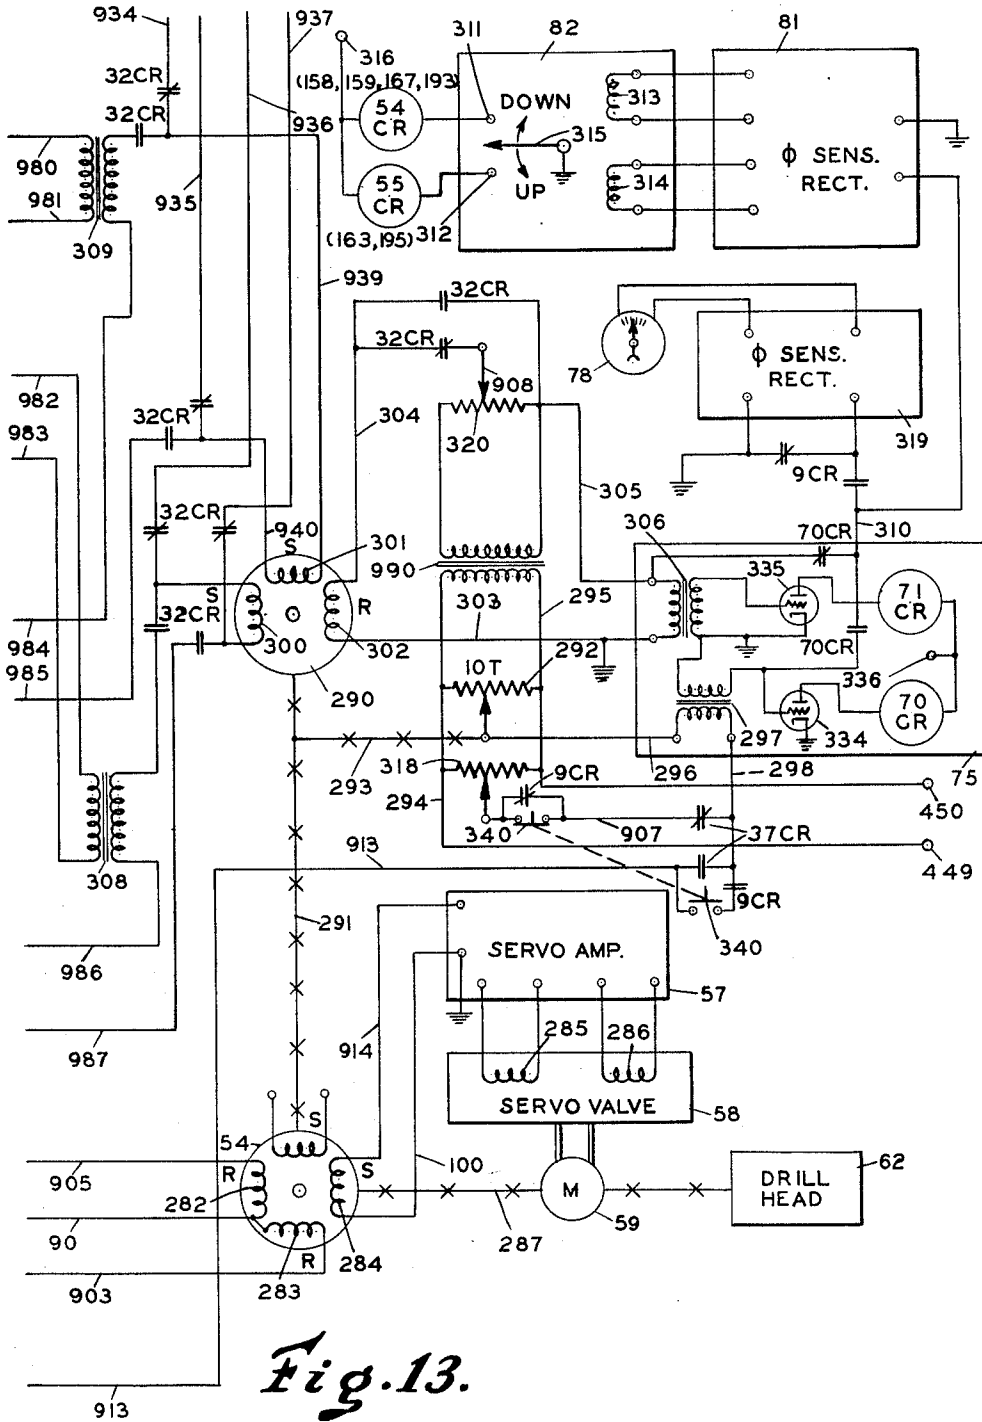 934
937
316
311
82
81
32CR
(158, 159, 167, 193)
54
CR
DOWN
313
32CR
936
315
Φ SENS.
RECT.
980
UP
55
CR
314
981
935
(163,195)
312
309
939
32CR
32CR
Φ SENS.
RECT.
78
982
908
304
320
319
983
32CR
9CR
305
32CR
940
306
310
S
301
990
70CR
335
303
295
71
CR
S
R
32CR
300
302
292
70CR
984
10T
336
985
290
70
CR
297
334
318
293
296
298
75
294
9CR
450
340
907
37CR
913
449
308
9CR
291
340
SERVO AMP.
986
57
914
285
286
987
SERVO VALVE
58
S
54
100
62
905
R
S
DRILL
HEAD
282
M
59
90
287
R
284
903
283
Fig.13.
913